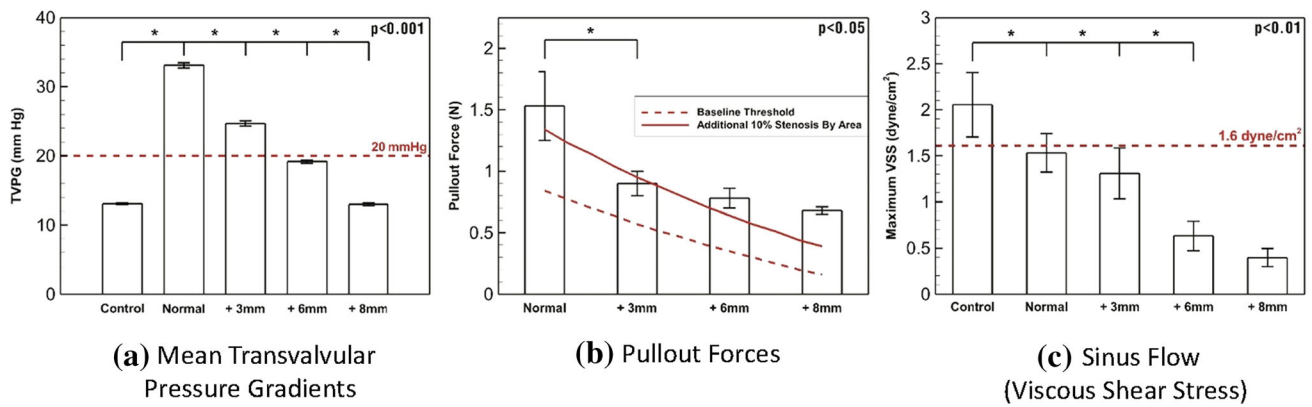 p<0.001
* * * *
40
30
20
10
0
TVPG (mm Hg)
20 mmHg
Control Normal + 3mm + 6mm + 8mm
(a) Mean Transvalvular
Pressure Gradients
p<0.05
*
2
1.5
1
0.5
0
Pullout Force (N)
Baseline Threshold
Additional 10% Stenosis By Area
Normal + 3mm + 6mm + 8mm
(b) Pullout Forces
p<0.01
* * *
3
2.5
2
1.5
1
0.5
0
Maximum VSS (dyne/cm²)
1.6 dyne/cm²
Control Normal + 3mm + 6mm + 8mm
(c) Sinus Flow
(Viscous Shear Stress)